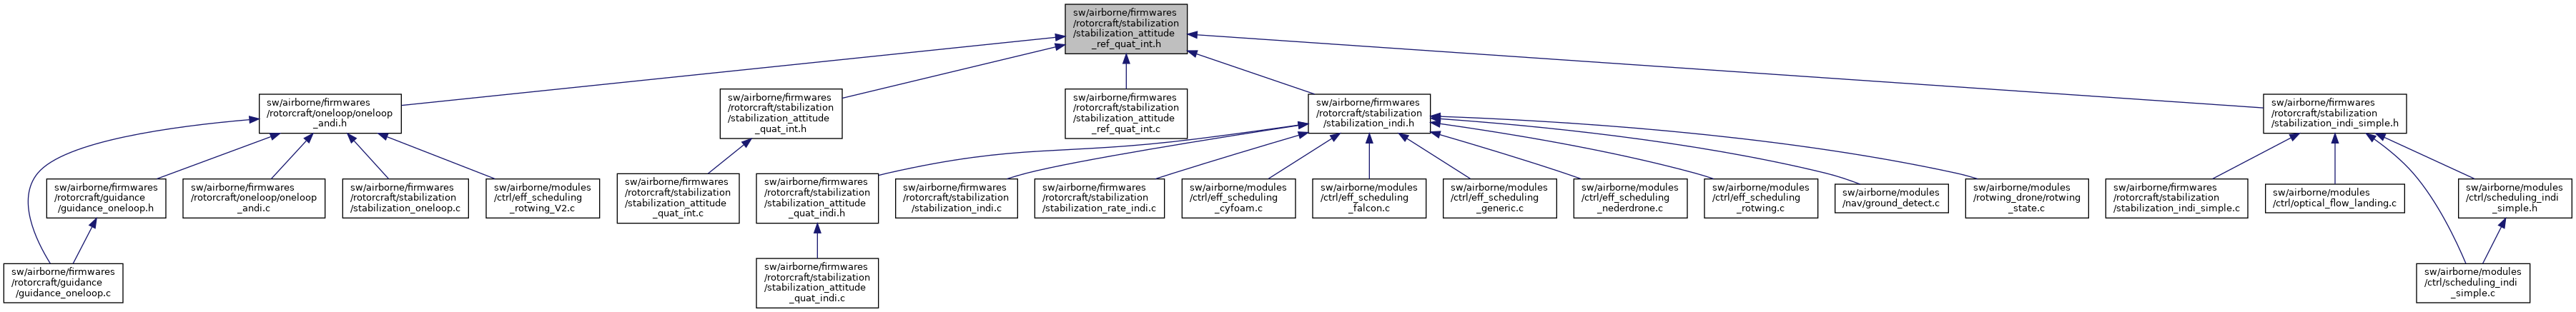 sw/airborne/firmwares
/rotorcraft/stabilization
/stabilization_attitude
_ref_quat_int.h
sw/airborne/firmwares
/rotorcraft/oneloop/oneloop
_andi.h
sw/airborne/firmwares
/rotorcraft/stabilization
/stabilization_attitude
_quat_int.h
sw/airborne/firmwares
/rotorcraft/stabilization
/stabilization_attitude
_ref_quat_int.c
sw/airborne/firmwares
/rotorcraft/stabilization
/stabilization_indi.h
sw/airborne/firmwares
/rotorcraft/stabilization
/stabilization_indi_simple.h
sw/airborne/firmwares
/rotorcraft/guidance
/guidance_oneloop.h
sw/airborne/firmwares
/rotorcraft/oneloop/oneloop
_andi.c
sw/airborne/firmwares
/rotorcraft/stabilization
/stabilization_oneloop.c
sw/airborne/modules
/ctrl/eff_scheduling
_rotwing_V2.c
sw/airborne/firmwares
/rotorcraft/stabilization
/stabilization_attitude
_quat_int.c
sw/airborne/firmwares
/rotorcraft/stabilization
/stabilization_attitude
_quat_indi.h
sw/airborne/firmwares
/rotorcraft/stabilization
/stabilization_indi.c
sw/airborne/firmwares
/rotorcraft/stabilization
/stabilization_rate_indi.c
sw/airborne/modules
/ctrl/eff_scheduling
_cyfoam.c
sw/airborne/modules
/ctrl/eff_scheduling
_falcon.c
sw/airborne/modules
/ctrl/eff_scheduling
_generic.c
sw/airborne/modules
/ctrl/eff_scheduling
_nederdrone.c
sw/airborne/modules
/ctrl/eff_scheduling
_rotwing.c
sw/airborne/modules
/nav/ground_detect.c
sw/airborne/modules
/rotwing_drone/rotwing
_state.c
sw/airborne/firmwares
/rotorcraft/stabilization
/stabilization_indi_simple.c
sw/airborne/modules
/ctrl/optical_flow_landing.c
sw/airborne/modules
/ctrl/scheduling_indi
_simple.h
sw/airborne/firmwares
/rotorcraft/guidance
/guidance_oneloop.c
sw/airborne/firmwares
/rotorcraft/stabilization
/stabilization_attitude
_quat_indi.c
sw/airborne/modules
/ctrl/scheduling_indi
_simple.c